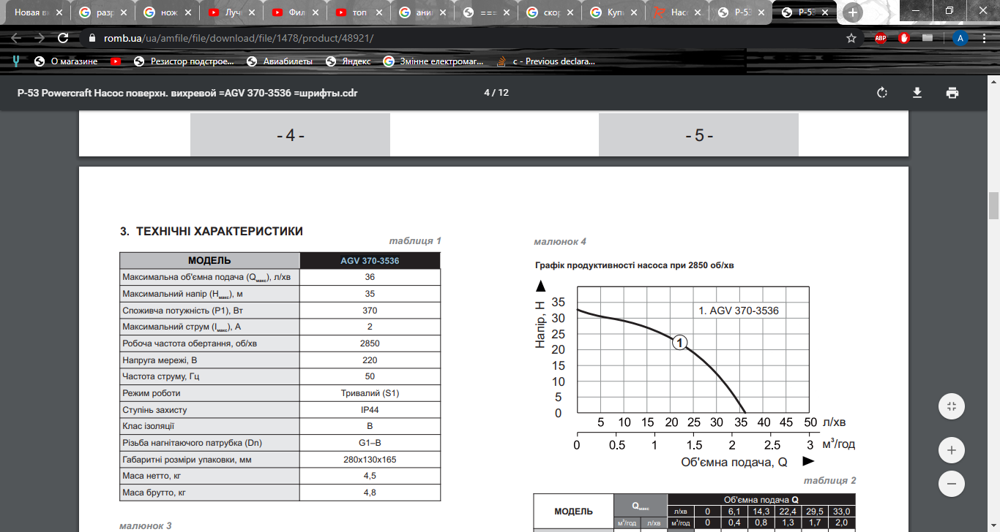 Новая в
разр
нож
Луч
Фил
топ
ани
===
скор
Купи
Нас
Р-53
Р-53
romb.ua/ua/amfile/file/download/file/1478/product/48921/
ABP
A
О магазине
Резистор подстрое...
Авиабилеты
Яндекс
Змінне електромаг...
c - Previous declara...
Р-53 Powercraft Насос поверхн. вихревой =AGV 370-3536 =шрифты.cdr
4 / 12
- 4 -
- 5 -
3. ТЕХНІЧНІ ХАРАКТЕРИСТИКИ
таблиця 1
МОДЕЛЬ AGV 370-3536
Максимальна об'ємна подача (Qмакс), л/хв 36
Максимальний напір (Hмакс), м 35
Споживча потужність (P1), Вт 370
Максимальний струм (Iмакс), А 2
Робоча частота обертання, об/хв 2850
Напруга мережі, В 220
Частота струму, Гц 50
Режим роботи Тривалий (S1)
Ступінь захисту IP44
Клас ізоляції B
Різьба нагнітаючого патрубка (Dn) G1–B
Габаритні розміри упаковки, мм 280x130x165
Маса нетто, кг 4,5
Маса брутто, кг 4,8
малюнок 3
малюнок 4
Графік продуктивності насоса при 2850 об/хв
Напір, H
35
30
25
20
15
10
5
0
1. AGV 370-3536
1
5 10 15 20 25 30 35 40 45 50 л/хв
0 0.5 1 1.5 2 2.5 3 м³/год
Об'ємна подача, Q
таблиця 2
МОДЕЛЬ Qмакс Об'ємна подача Q
л/хв 0 6,1 14,3 22,4 29,5 33,0
м³/год л/хв м³/год 0 0,4 0,8 1,3 1,7 2,0